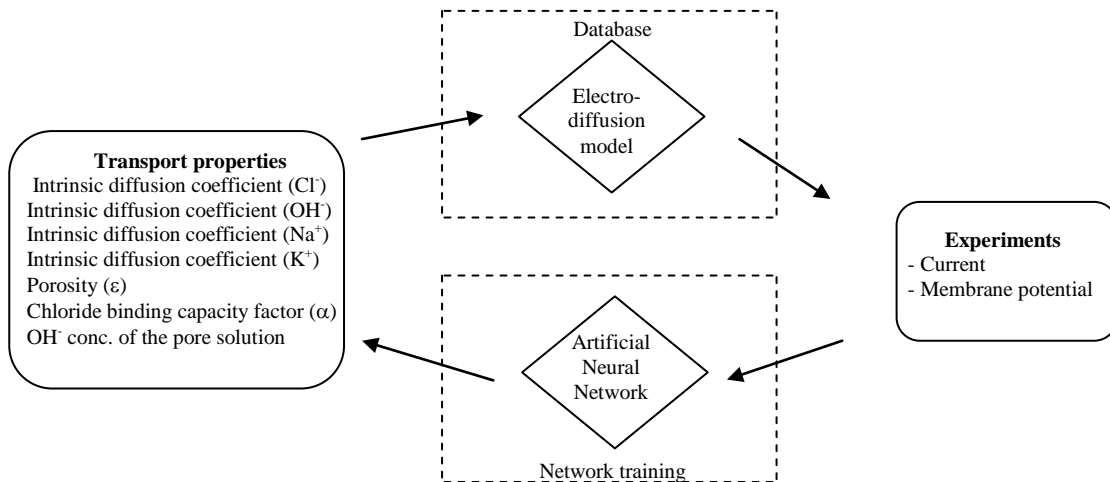 Database
Electro-
diffusion
model
Transport properties
Intrinsic diffusion coefficient (Cl⁻)
Intrinsic diffusion coefficient (OH⁻)
Intrinsic diffusion coefficient (Na⁺)
Intrinsic diffusion coefficient (K⁺)
Porosity (ε)
Chloride binding capacity factor (α)
OH⁻ conc. of the pore solution
Experiments
- Current
- Membrane potential
Artificial
Neural
Network
Network training